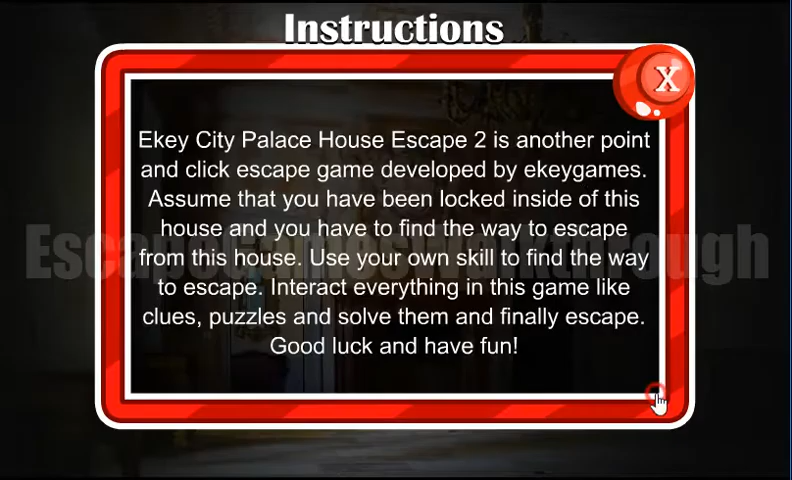 Instructions
X
Ekey City Palace House Escape 2 is another point
and click escape game developed by ekeygames.
Assume that you have been locked inside of this
house and you have to find the way to escape
from this house. Use your own skill to find the way
to escape. Interact everything in this game like
clues, puzzles and solve them and finally escape.
Good luck and have fun!
EscapeGamesWalkthrough